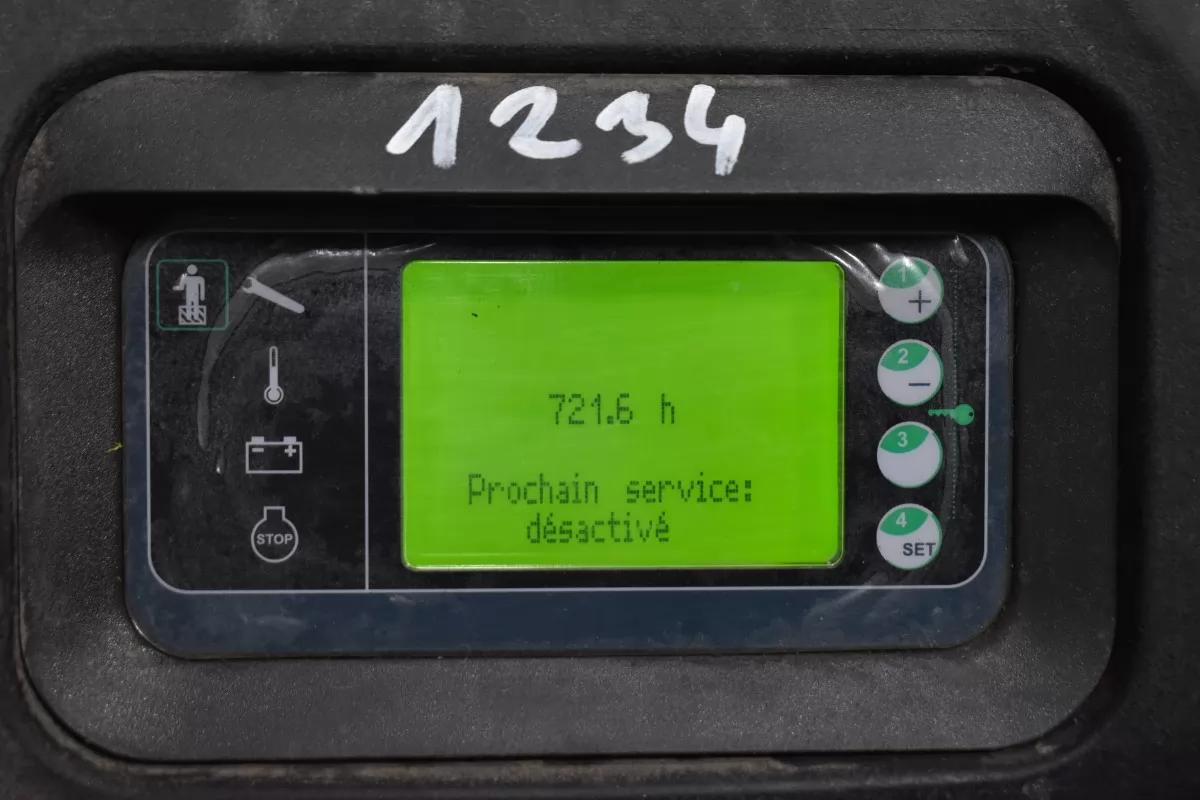 1234
721.6 h
Prochain service:
désactivé
STOP
1
+
2
−
3
4
SET